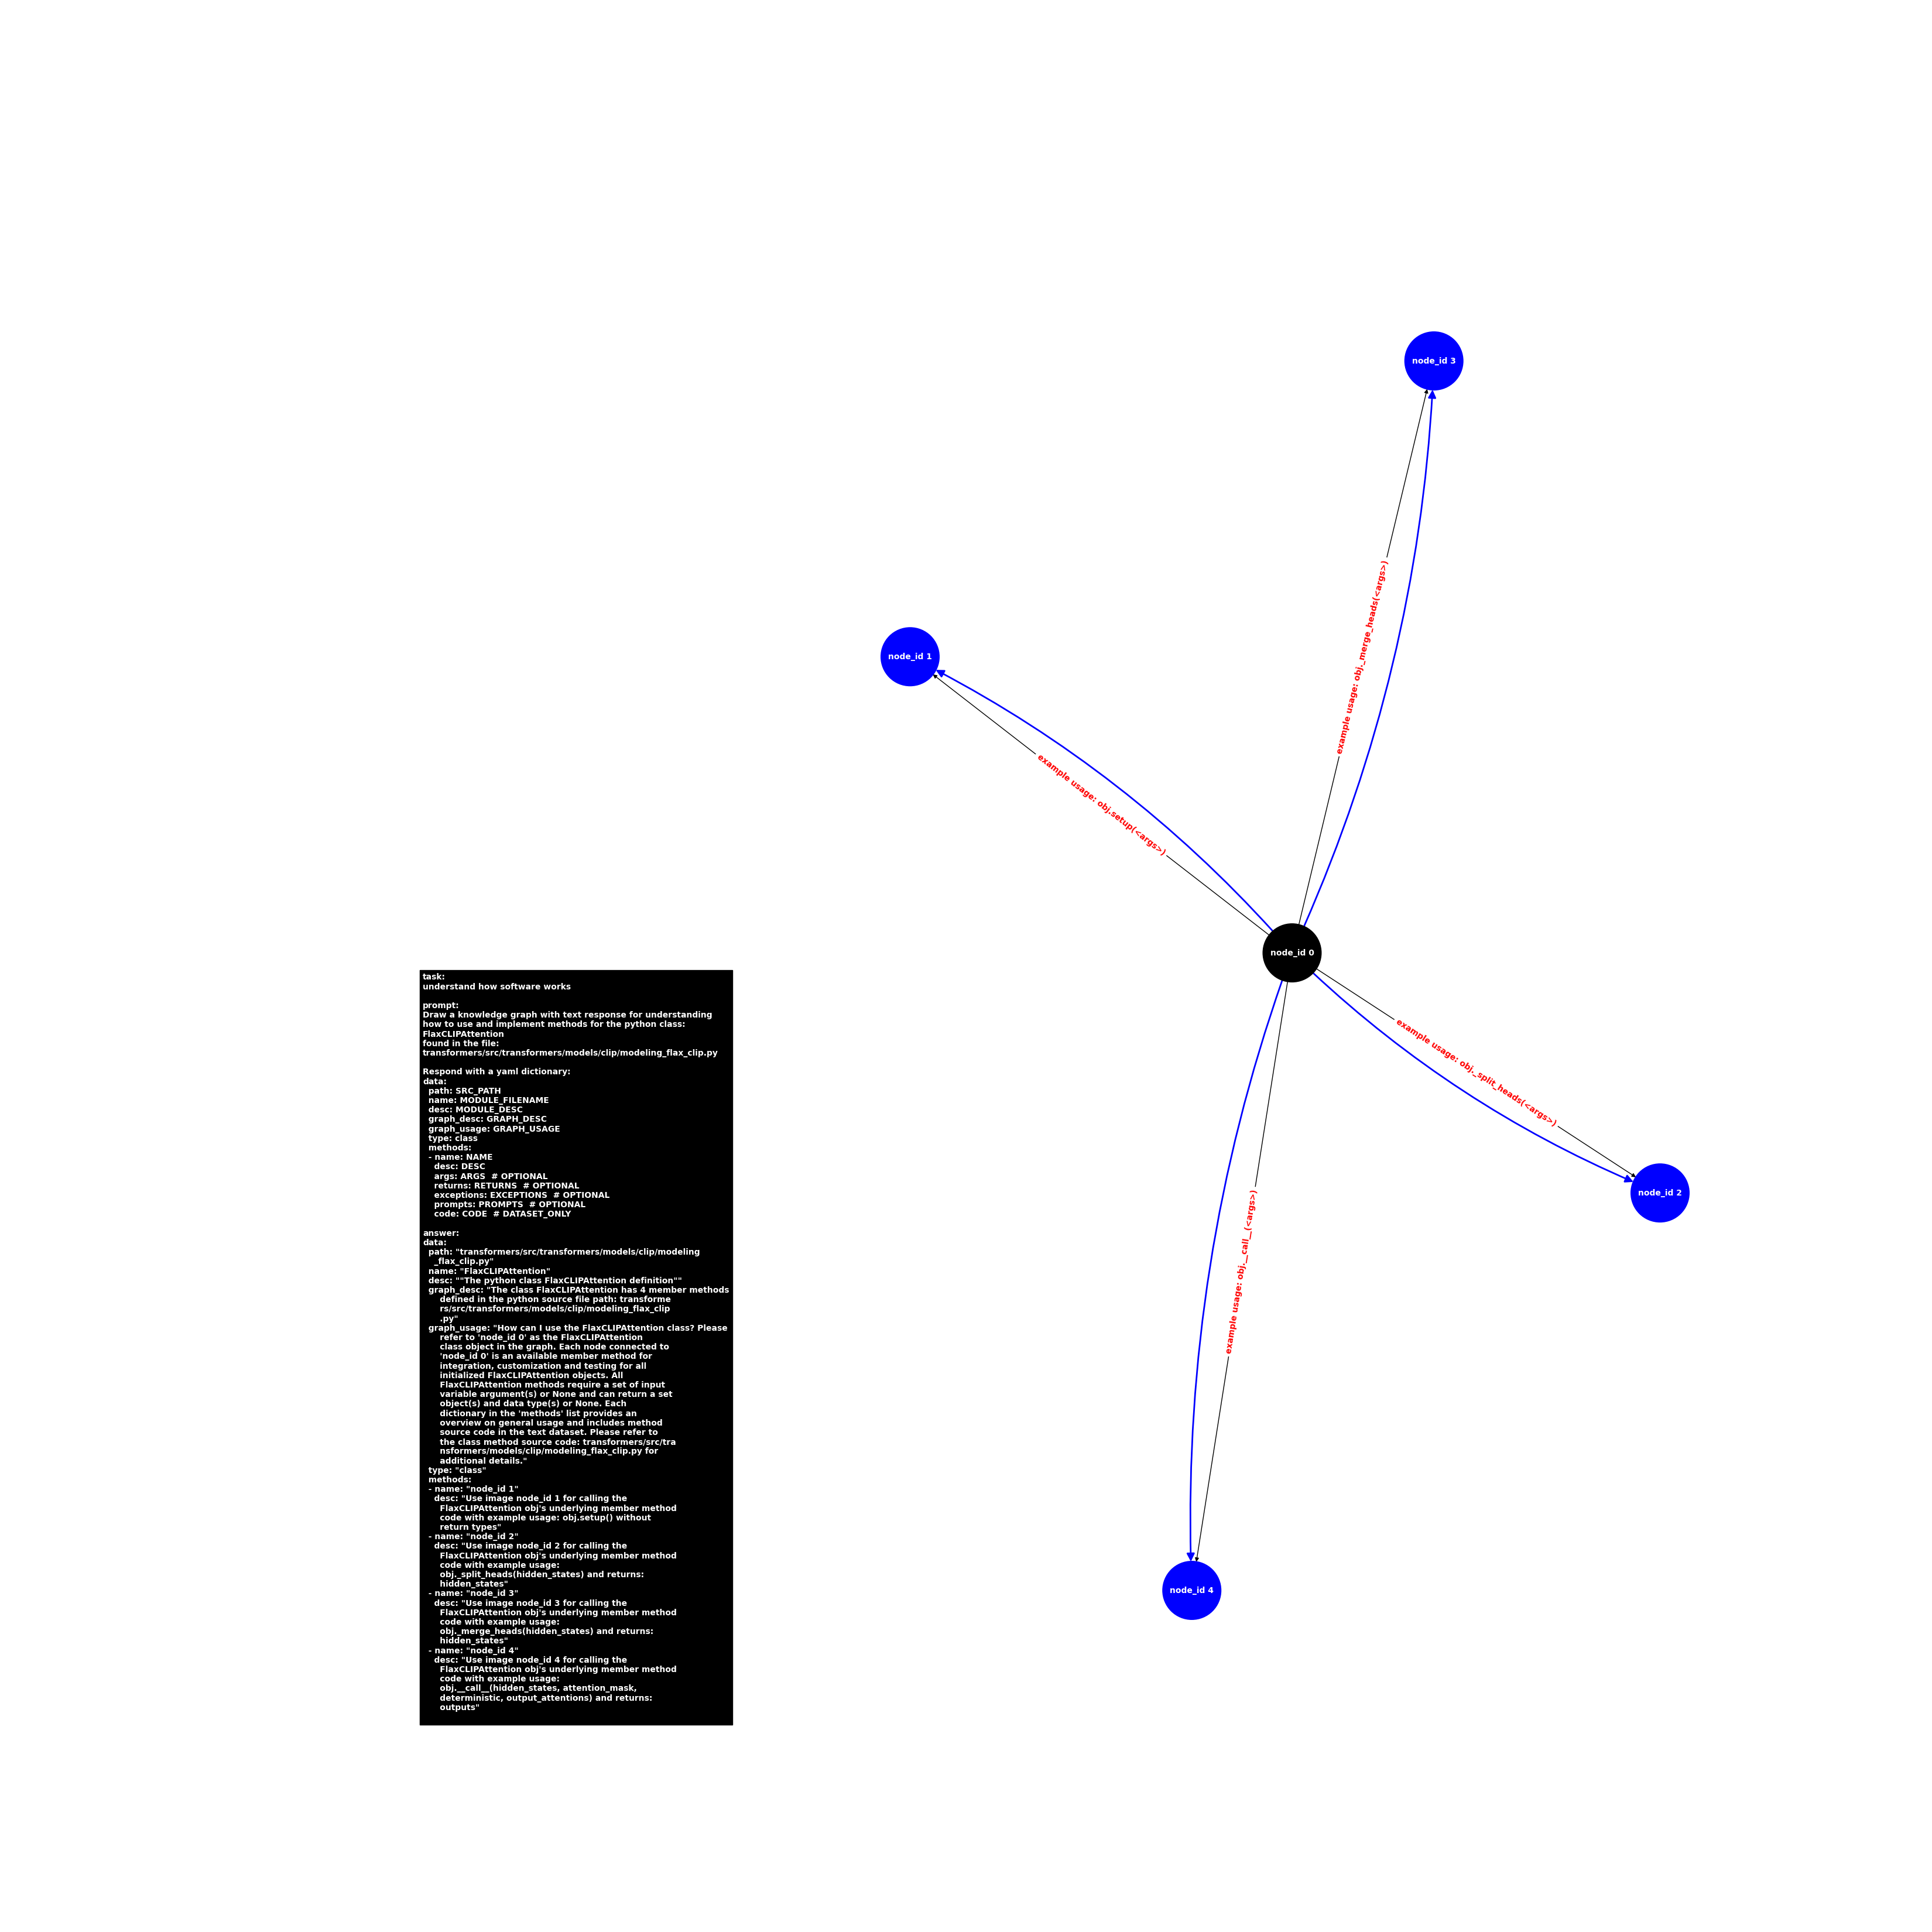 node_id 3
example usage: obj._merge_heads(<args>)
node_id 1
example usage: obj.setup(<args>)
node_id 0
example usage: obj._split_heads(<args>)
node_id 2
example usage: obj.__call__(<args>)
node_id 4
task:
understand how software works

prompt:
Draw a knowledge graph with text response for understanding
how to use and implement methods for the python class:
FlaxCLIPAttention
found in the file:
transformers/src/transformers/models/clip/modeling_flax_clip.py

Respond with a yaml dictionary:
data:
  path: SRC_PATH
  name: MODULE_FILENAME
  desc: MODULE_DESC
  graph_desc: GRAPH_DESC
  graph_usage: GRAPH_USAGE
  type: class
  methods:
  - name: NAME
    desc: DESC
    args: ARGS  # OPTIONAL
    returns: RETURNS  # OPTIONAL
    exceptions: EXCEPTIONS  # OPTIONAL
    prompts: PROMPTS  # OPTIONAL
    code: CODE  # DATASET_ONLY

answer:
data:
  path: "transformers/src/transformers/models/clip/modeling
    _flax_clip.py"
  name: "FlaxCLIPAttention"
  desc: ""The python class FlaxCLIPAttention definition""
  graph_desc: "The class FlaxCLIPAttention has 4 member methods
      defined in the python source file path: transforme
      rs/src/transformers/models/clip/modeling_flax_clip
      .py"
  graph_usage: "How can I use the FlaxCLIPAttention class? Please
      refer to 'node_id 0' as the FlaxCLIPAttention
      class object in the graph. Each node connected to
      'node_id 0' is an available member method for
      integration, customization and testing for all
      initialized FlaxCLIPAttention objects. All
      FlaxCLIPAttention methods require a set of input
      variable argument(s) or None and can return a set
      object(s) and data type(s) or None. Each
      dictionary in the 'methods' list provides an
      overview on general usage and includes method
      source code in the text dataset. Please refer to
      the class method source code: transformers/src/tra
      nsformers/models/clip/modeling_flax_clip.py for
      additional details."
  type: "class"
  methods:
  - name: "node_id 1"
    desc: "Use image node_id 1 for calling the
      FlaxCLIPAttention obj's underlying member method
      code with example usage: obj.setup() without
      return types"
  - name: "node_id 2"
    desc: "Use image node_id 2 for calling the
      FlaxCLIPAttention obj's underlying member method
      code with example usage:
      obj._split_heads(hidden_states) and returns:
      hidden_states"
  - name: "node_id 3"
    desc: "Use image node_id 3 for calling the
      FlaxCLIPAttention obj's underlying member method
      code with example usage:
      obj._merge_heads(hidden_states) and returns:
      hidden_states"
  - name: "node_id 4"
    desc: "Use image node_id 4 for calling the
      FlaxCLIPAttention obj's underlying member method
      code with example usage:
      obj.__call__(hidden_states, attention_mask,
      deterministic, output_attentions) and returns:
      outputs"